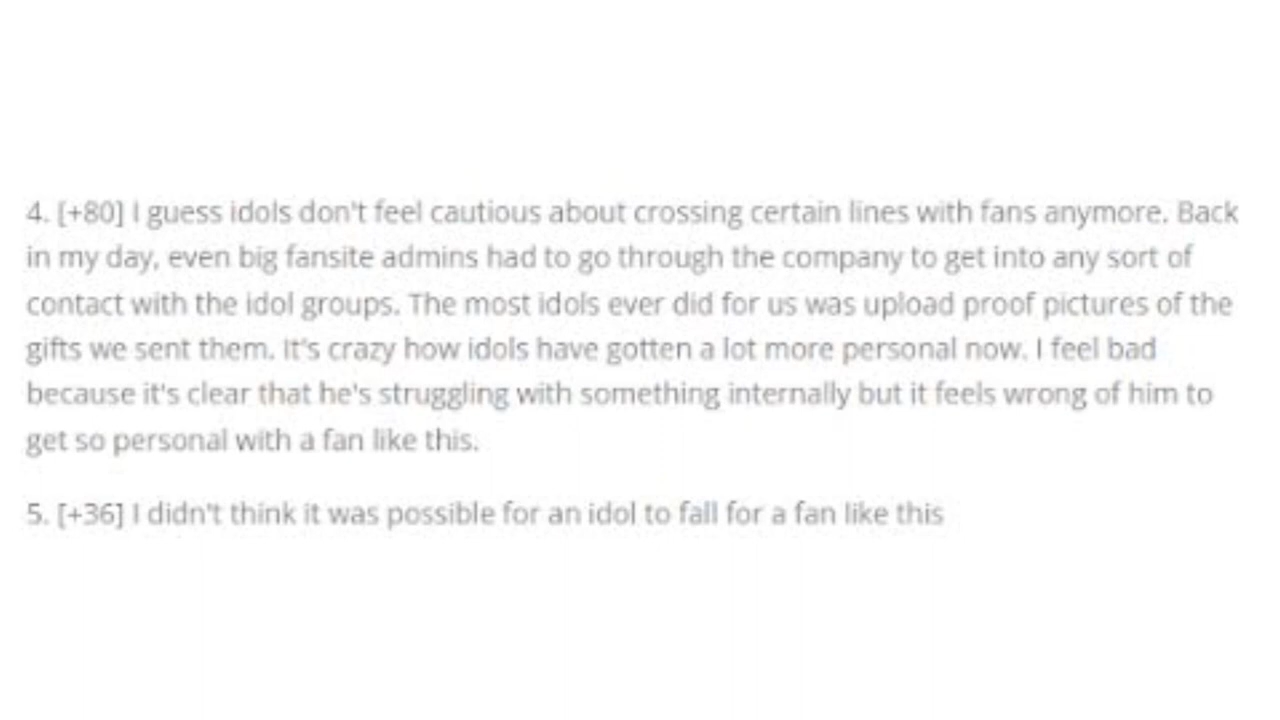 4. [+80] I guess idols don't feel cautious about crossing certain lines with fans anymore. Back
in my day, even big fansite admins had to go through the company to get into any sort of
contact with the idol groups. The most idols ever did for us was upload proof pictures of the
gifts we sent them. It's crazy how idols have gotten a lot more personal now. I feel bad
because it's clear that he's struggling with something internally but it feels wrong of him to
get so personal with a fan like this.
5. [+36] I didn't think it was possible for an idol to fall for a fan like this